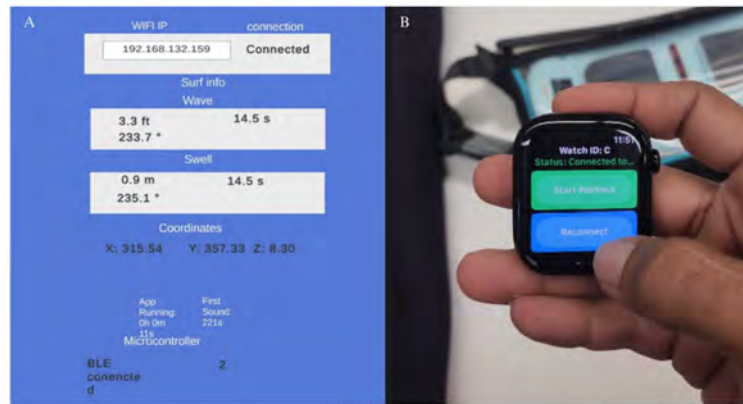 A
WIFI IP connection
192.168.132.159 Connected
Surf info
Wave
3.3 ft 14.5 s
233.7 °
Swell
0.9 m 14.5 s
235.1 °
Coordinates
X: 315.54 Y: 357.33 Z: 8.30
App First
Running: Sound:
0h 0m 221s
11s
Microcontroller
BLE 2
conencte
d
B
11:51
Watch ID: C
Status: Connected to...
Start Workout
Reconnect